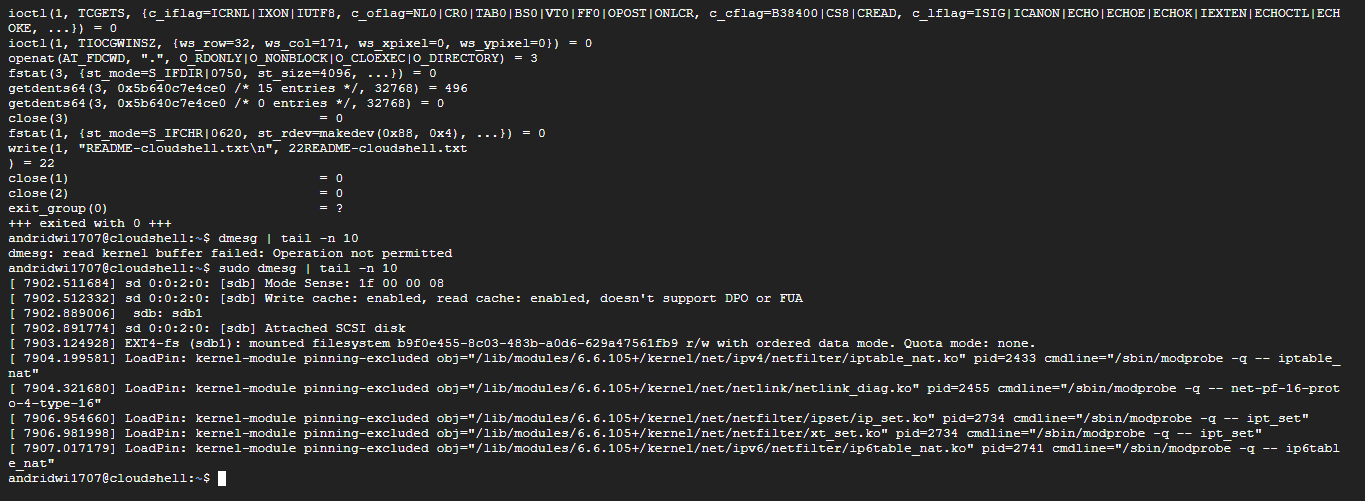 ioctl(1, TCGETS, {c_iflag=ICRNL|IXON|IUTF8, c_oflag=NL0|CR0|TAB0|BS0|VT0|FF0|OPOST|ONLCR, c_cflag=B38400|CS8|CREAD, c_lflag=ISIG|ICANON|ECHO|ECHOE|ECHOK|IEXTEN|ECHOCTL|ECH
OKE, ...}) = 0
ioctl(1, TIOCGWINSZ, {ws_row=32, ws_col=171, ws_xpixel=0, ws_ypixel=0}) = 0
openat(AT_FDCWD, ".", O_RDONLY|O_NONBLOCK|O_CLOEXEC|O_DIRECTORY) = 3
fstat(3, {st_mode=S_IFDIR|0750, st_size=4096, ...}) = 0
getdents64(3, 0x5b640c7e4ce0 /* 15 entries */, 32768) = 496
getdents64(3, 0x5b640c7e4ce0 /* 0 entries */, 32768) = 0
close(3)                                = 0
fstat(1, {st_mode=S_IFCHR|0620, st_rdev=makedev(0x88, 0x4), ...}) = 0
write(1, "README-cloudshell.txt\n", 22README-cloudshell.txt
) = 22
close(1)                                = 0
close(2)                                = 0
exit_group(0)                           = ?
+++ exited with 0 +++
andridwi1707@cloudshell:~$ dmesg | tail -n 10
dmesg: read kernel buffer failed: Operation not permitted
andridwi1707@cloudshell:~$ sudo dmesg | tail -n 10
[ 7902.511684] sd 0:0:2:0: [sdb] Mode Sense: 1f 00 00 08
[ 7902.512332] sd 0:0:2:0: [sdb] Write cache: enabled, read cache: enabled, doesn't support DPO or FUA
[ 7902.889006]  sdb: sdb1
[ 7902.891774] sd 0:0:2:0: [sdb] Attached SCSI disk
[ 7903.124928] EXT4-fs (sdb1): mounted filesystem b9f0e455-8c03-483b-a0d6-629a47561fb9 r/w with ordered data mode. Quota mode: none.
[ 7904.199581] LoadPin: kernel-module pinning-excluded obj="/lib/modules/6.6.105+/kernel/net/ipv4/netfilter/iptable_nat.ko" pid=2433 cmdline="/sbin/modprobe -q -- iptable_
nat"
[ 7904.321680] LoadPin: kernel-module pinning-excluded obj="/lib/modules/6.6.105+/kernel/net/netlink/netlink_diag.ko" pid=2455 cmdline="/sbin/modprobe -q -- net-pf-16-prot
o-4-type-16"
[ 7906.954660] LoadPin: kernel-module pinning-excluded obj="/lib/modules/6.6.105+/kernel/net/netfilter/ipset/ip_set.ko" pid=2734 cmdline="/sbin/modprobe -q -- ipt_set"
[ 7906.981998] LoadPin: kernel-module pinning-excluded obj="/lib/modules/6.6.105+/kernel/net/netfilter/xt_set.ko" pid=2734 cmdline="/sbin/modprobe -q -- ipt_set"
[ 7907.017179] LoadPin: kernel-module pinning-excluded obj="/lib/modules/6.6.105+/kernel/net/ipv6/netfilter/ip6table_nat.ko" pid=2741 cmdline="/sbin/modprobe -q -- ip6tabl
e_nat"
andridwi1707@cloudshell:~$